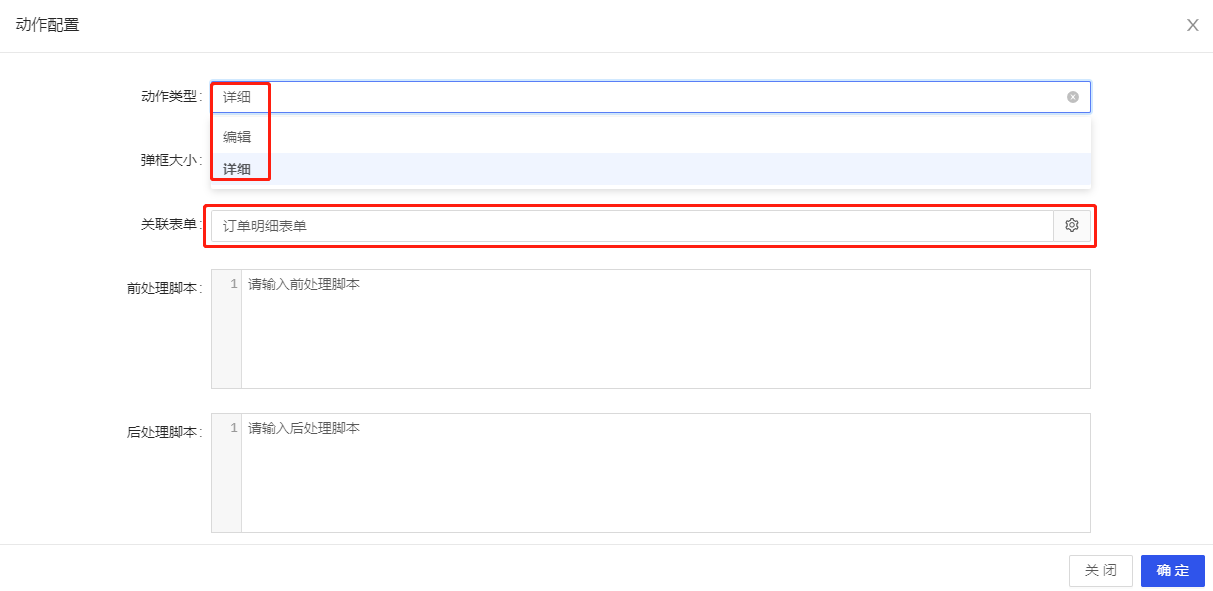 动作配置
动作类型:
详细
编辑
弹框大小:
详细
关联表单:
订单明细表单
前处理脚本:
1 请输入前处理脚本
后处理脚本:
1 请输入后处理脚本
关 闭
确 定